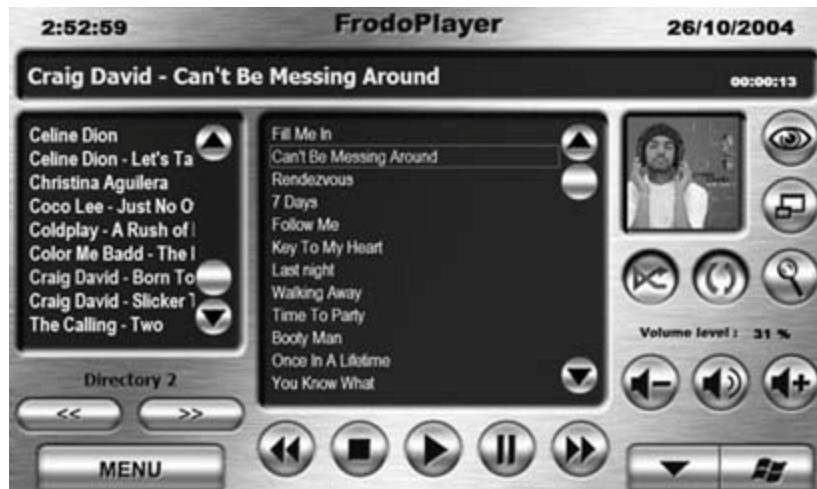 2:52:59
FrodoPlayer
26/10/2004
Craig David - Can't Be Messing Around
00:00:13
Celine Dion
Celine Dion - Let's Ta
Christina Aguilera
Coco Lee - Just No O
Coldplay - A Rush of
Color Me Badd - The
Craig David - Born To
Craig David - Slicker
The Calling - Two
Directory 2
<<
>>
MENU
Fill Me In
Can't Be Messing Around
Rendezvous
7 Days
Follow Me
Key To My Heart
Last night
Walking Away
Time To Party
Booty Man
Once In A Lifetime
You Know What
Volume level : 31 %